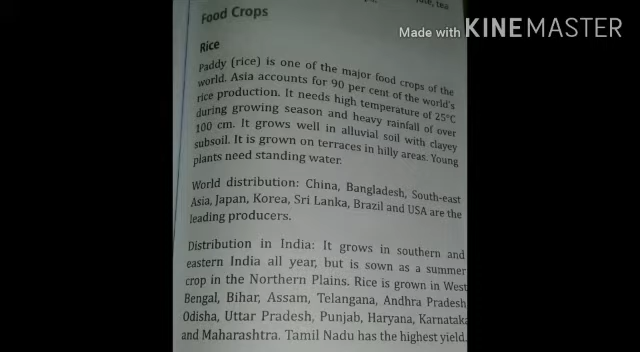 ute, tea
Food Crops
Made with KINEMASTER
Rice
Paddy (rice) is one of the major food crops of the
world. Asia accounts for 90 per cent of the world's
rice production. It needs high temperature of 25°C
during growing season and heavy rainfall of over
100 cm. It grows well in alluvial soil with clayey
subsoil. It is grown on terraces in hilly areas. Young
plants need standing water.
World distribution: China, Bangladesh, South-east
Asia, Japan, Korea, Sri Lanka, Brazil and USA are the
leading producers.
Distribution in India: It grows in southern and
eastern India all year, but is sown as a summer
crop in the Northern Plains. Rice is grown in West
Bengal, Bihar, Assam, Telangana, Andhra Pradesh
Odisha, Uttar Pradesh, Punjab, Haryana, Karnataka
and Maharashtra. Tamil Nadu has the highest yield.